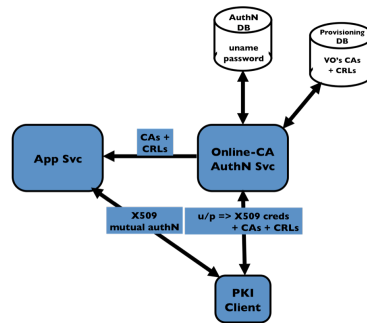 AuthN
DB
uname
password
Provisioning
DB
VO's CAs
+ CRLs
CAs +
CRLs
App Svc
Online-CA
AuthN Svc
X509
mutual authN
u/p => X509 creds
+ CAs + CRLs
PKI
Client